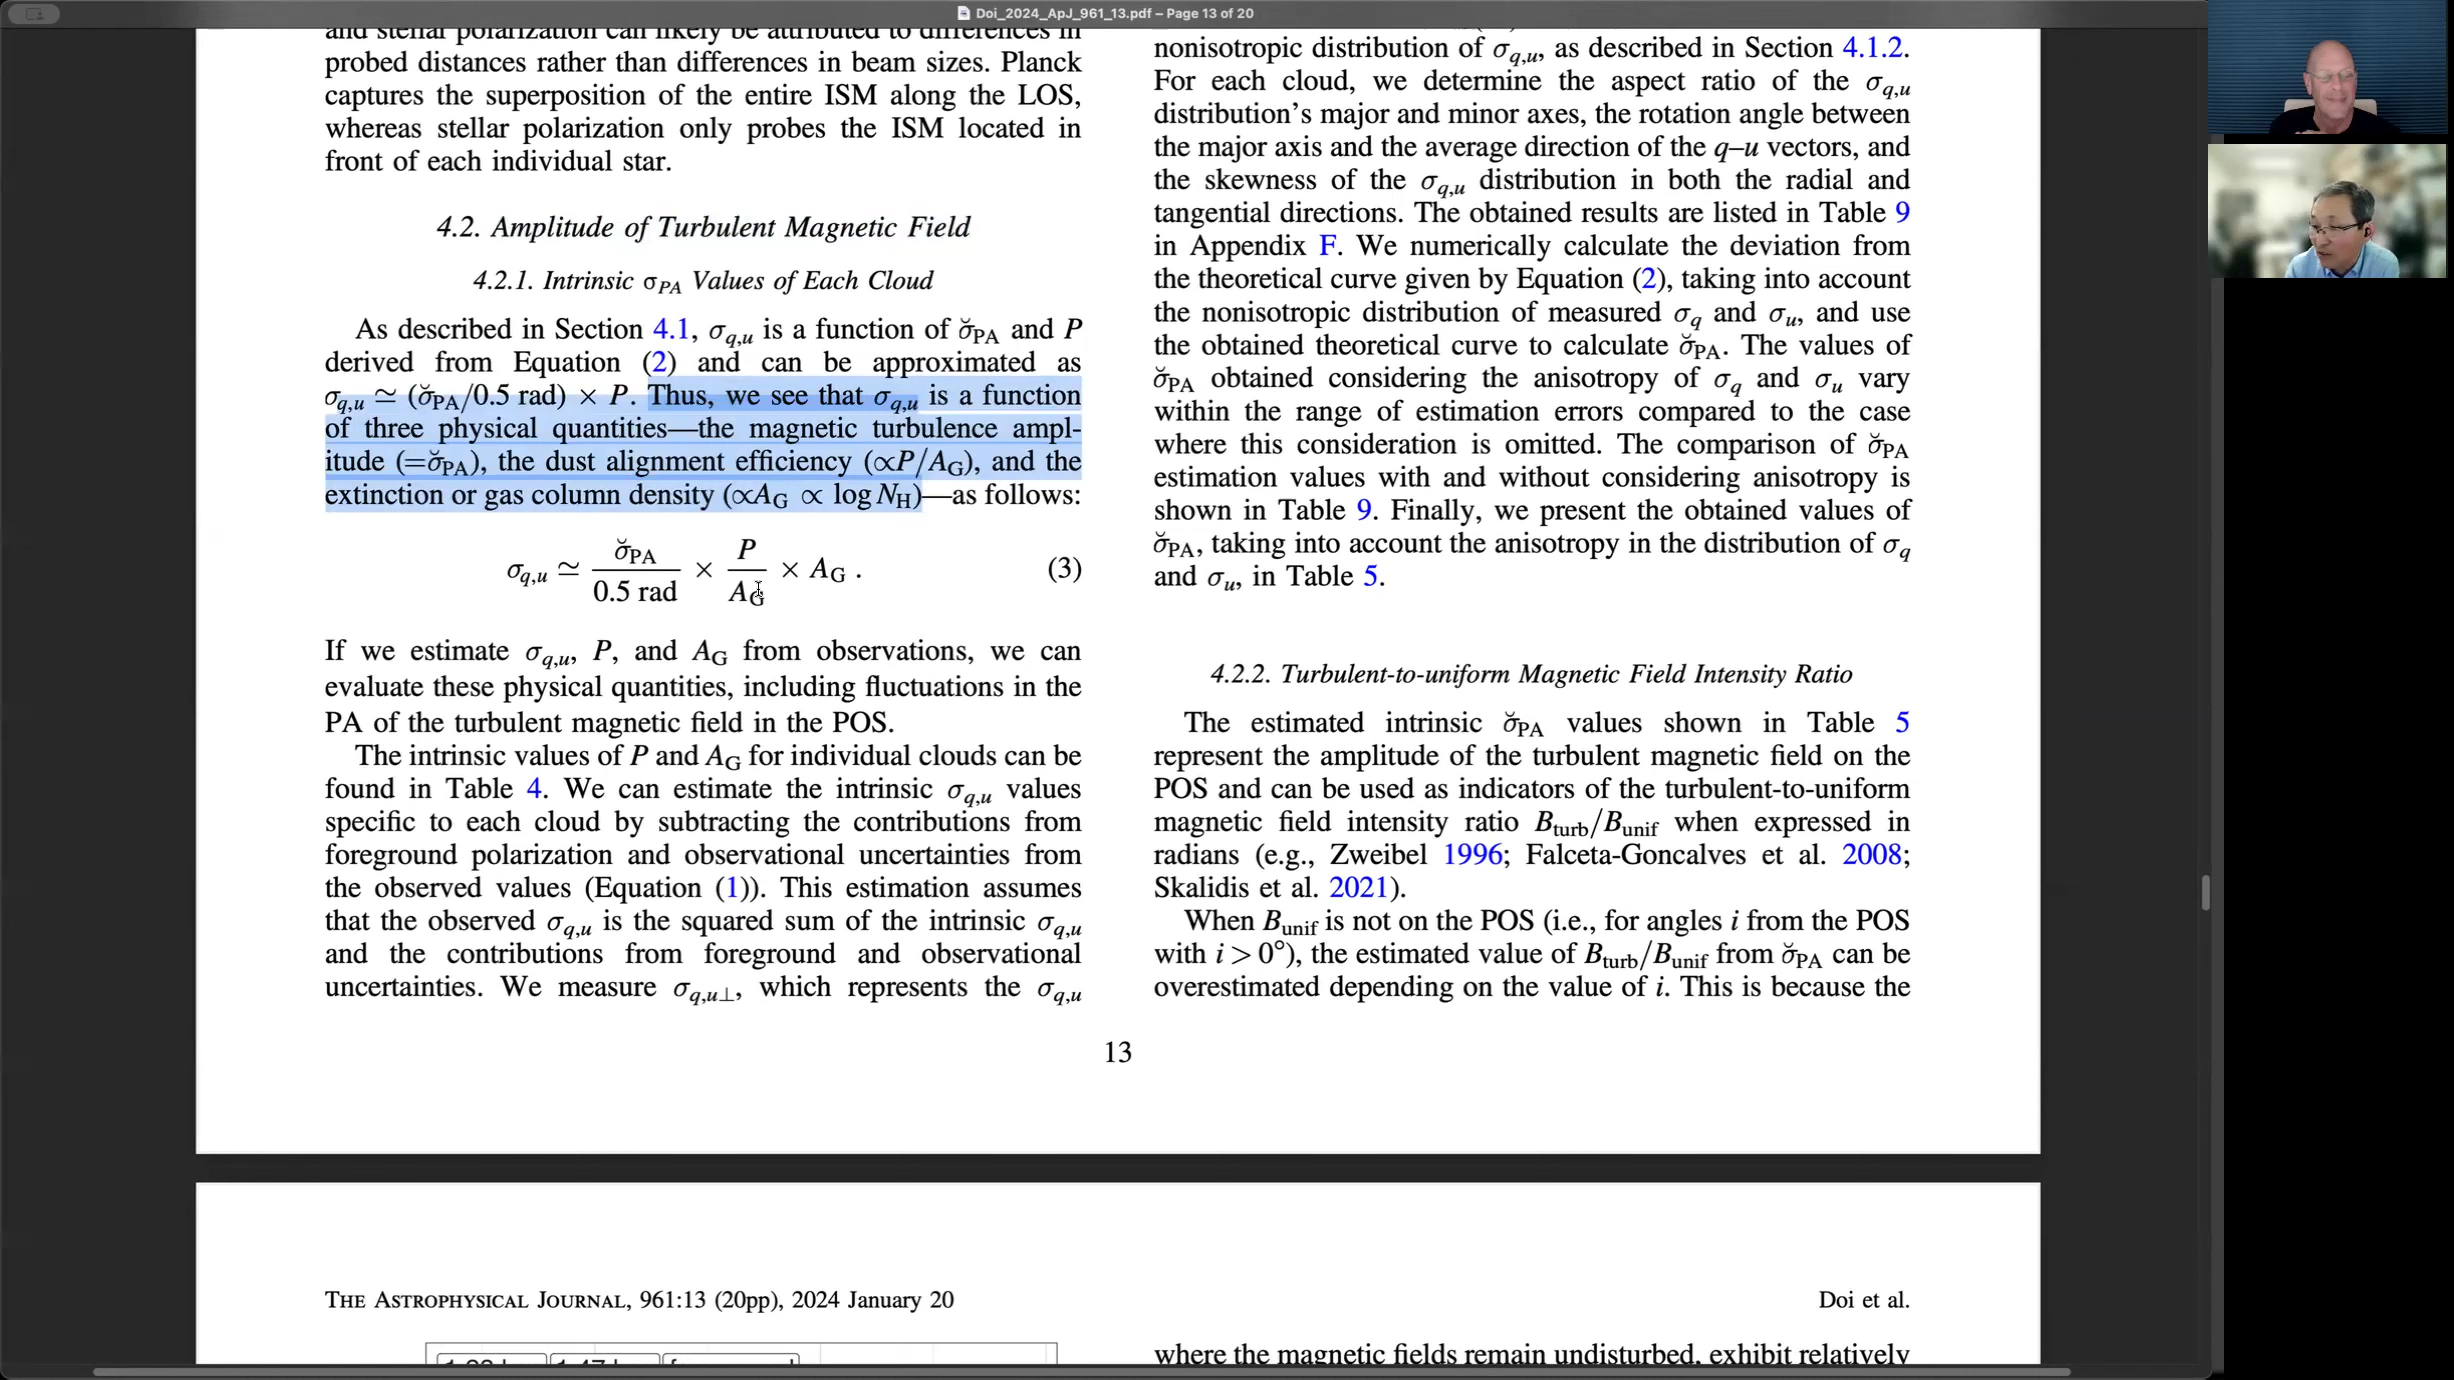 Doi_2024_ApJ_961_13.pdf – Page 13 of 20
and stellar polarization can likely be attributed to differences in
probed distances rather than differences in beam sizes. Planck
captures the superposition of the entire ISM along the LOS,
whereas stellar polarization only probes the ISM located in
front of each individual star.
4.2. Amplitude of Turbulent Magnetic Field
4.2.1. Intrinsic σPA Values of Each Cloud
As described in Section 4.1, σq,u is a function of σ̆PA and P
derived from Equation (2) and can be approximated as
σq,u ≃ (σ̆PA/0.5 rad) × P. Thus, we see that σq,u is a function
of three physical quantities—the magnetic turbulence ampl-
itude (=σ̆PA), the dust alignment efficiency (∝P/AG), and the
extinction or gas column density (∝AG ∝ log NH)—as follows:
σq,u ≃ σ̆PA / 0.5 rad × P / AG × AG . (3)
If we estimate σq,u, P, and AG from observations, we can
evaluate these physical quantities, including fluctuations in the
PA of the turbulent magnetic field in the POS.
The intrinsic values of P and AG for individual clouds can be
found in Table 4. We can estimate the intrinsic σq,u values
specific to each cloud by subtracting the contributions from
foreground polarization and observational uncertainties from
the observed values (Equation (1)). This estimation assumes
that the observed σq,u is the squared sum of the intrinsic σq,u
and the contributions from foreground and observational
uncertainties. We measure σq,u⊥, which represents the σq,u
nonisotropic distribution of σq,u, as described in Section 4.1.2.
For each cloud, we determine the aspect ratio of the σq,u
distribution's major and minor axes, the rotation angle between
the major axis and the average direction of the q–u vectors, and
the skewness of the σq,u distribution in both the radial and
tangential directions. The obtained results are listed in Table 9
in Appendix F. We numerically calculate the deviation from
the theoretical curve given by Equation (2), taking into account
the nonisotropic distribution of measured σq and σu, and use
the obtained theoretical curve to calculate σ̆PA. The values of
σ̆PA obtained considering the anisotropy of σq and σu vary
within the range of estimation errors compared to the case
where this consideration is omitted. The comparison of σ̆PA
estimation values with and without considering anisotropy is
shown in Table 9. Finally, we present the obtained values of
σ̆PA, taking into account the anisotropy in the distribution of σq
and σu, in Table 5.
4.2.2. Turbulent-to-uniform Magnetic Field Intensity Ratio
The estimated intrinsic σ̆PA values shown in Table 5
represent the amplitude of the turbulent magnetic field on the
POS and can be used as indicators of the turbulent-to-uniform
magnetic field intensity ratio Bturb/Bunif when expressed in
radians (e.g., Zweibel 1996; Falceta-Goncalves et al. 2008;
Skalidis et al. 2021).
When Bunif is not on the POS (i.e., for angles i from the POS
with i > 0°), the estimated value of Bturb/Bunif from σ̆PA can be
overestimated depending on the value of i. This is because the
13
THE ASTROPHYSICAL JOURNAL, 961:13 (20pp), 2024 January 20
Doi et al.
where the magnetic fields remain undisturbed, exhibit relatively